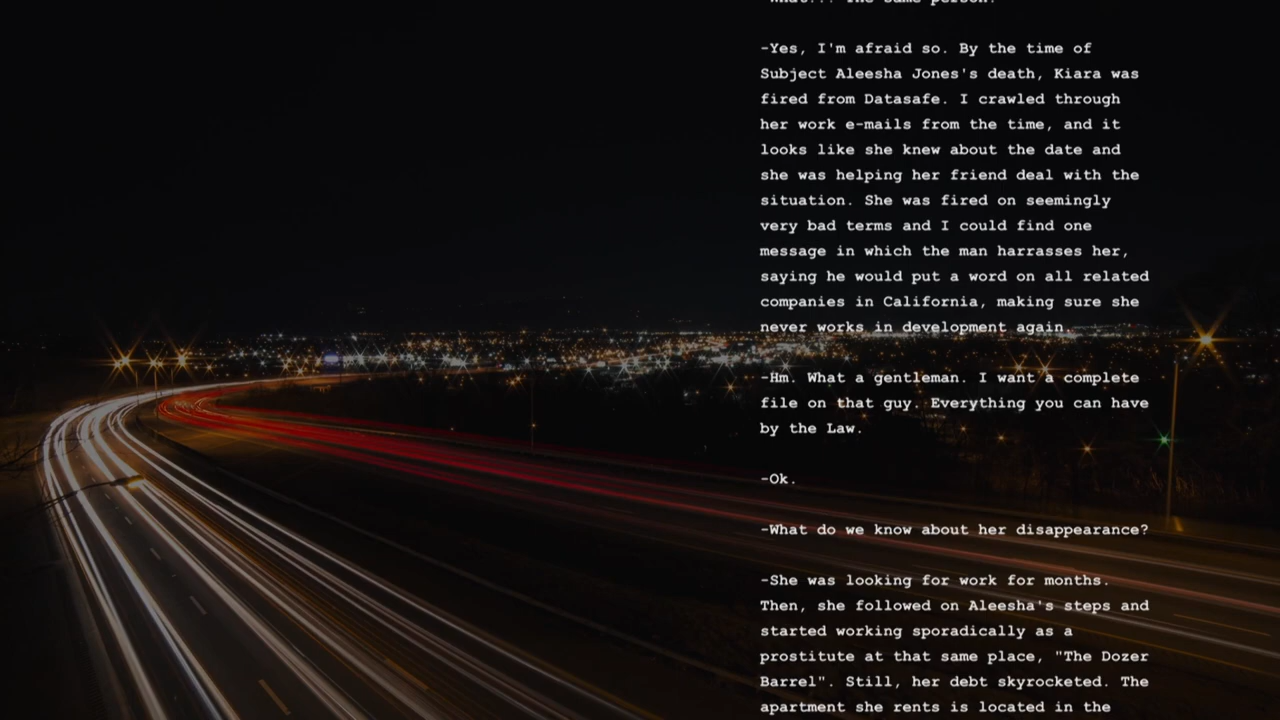 -What... The same person?
-Yes, I'm afraid so. By the time of
Subject Aleesha Jones's death, Kiara was
fired from Datasafe. I crawled through
her work e-mails from the time, and it
looks like she knew about the date and
she was helping her friend deal with the
situation. She was fired on seemingly
very bad terms and I could find one
message in which the man harrasses her,
saying he would put a word on all related
companies in California, making sure she
never works in development again.
-Hm. What a gentleman. I want a complete
file on that guy. Everything you can have
by the Law.
-Ok.
-What do we know about her disappearance?
-She was looking for work for months.
Then, she followed on Aleesha's steps and
started working sporadically as a
prostitute at that same place, "The Dozer
Barrel". Still, her debt skyrocketed. The
apartment she rents is located in the